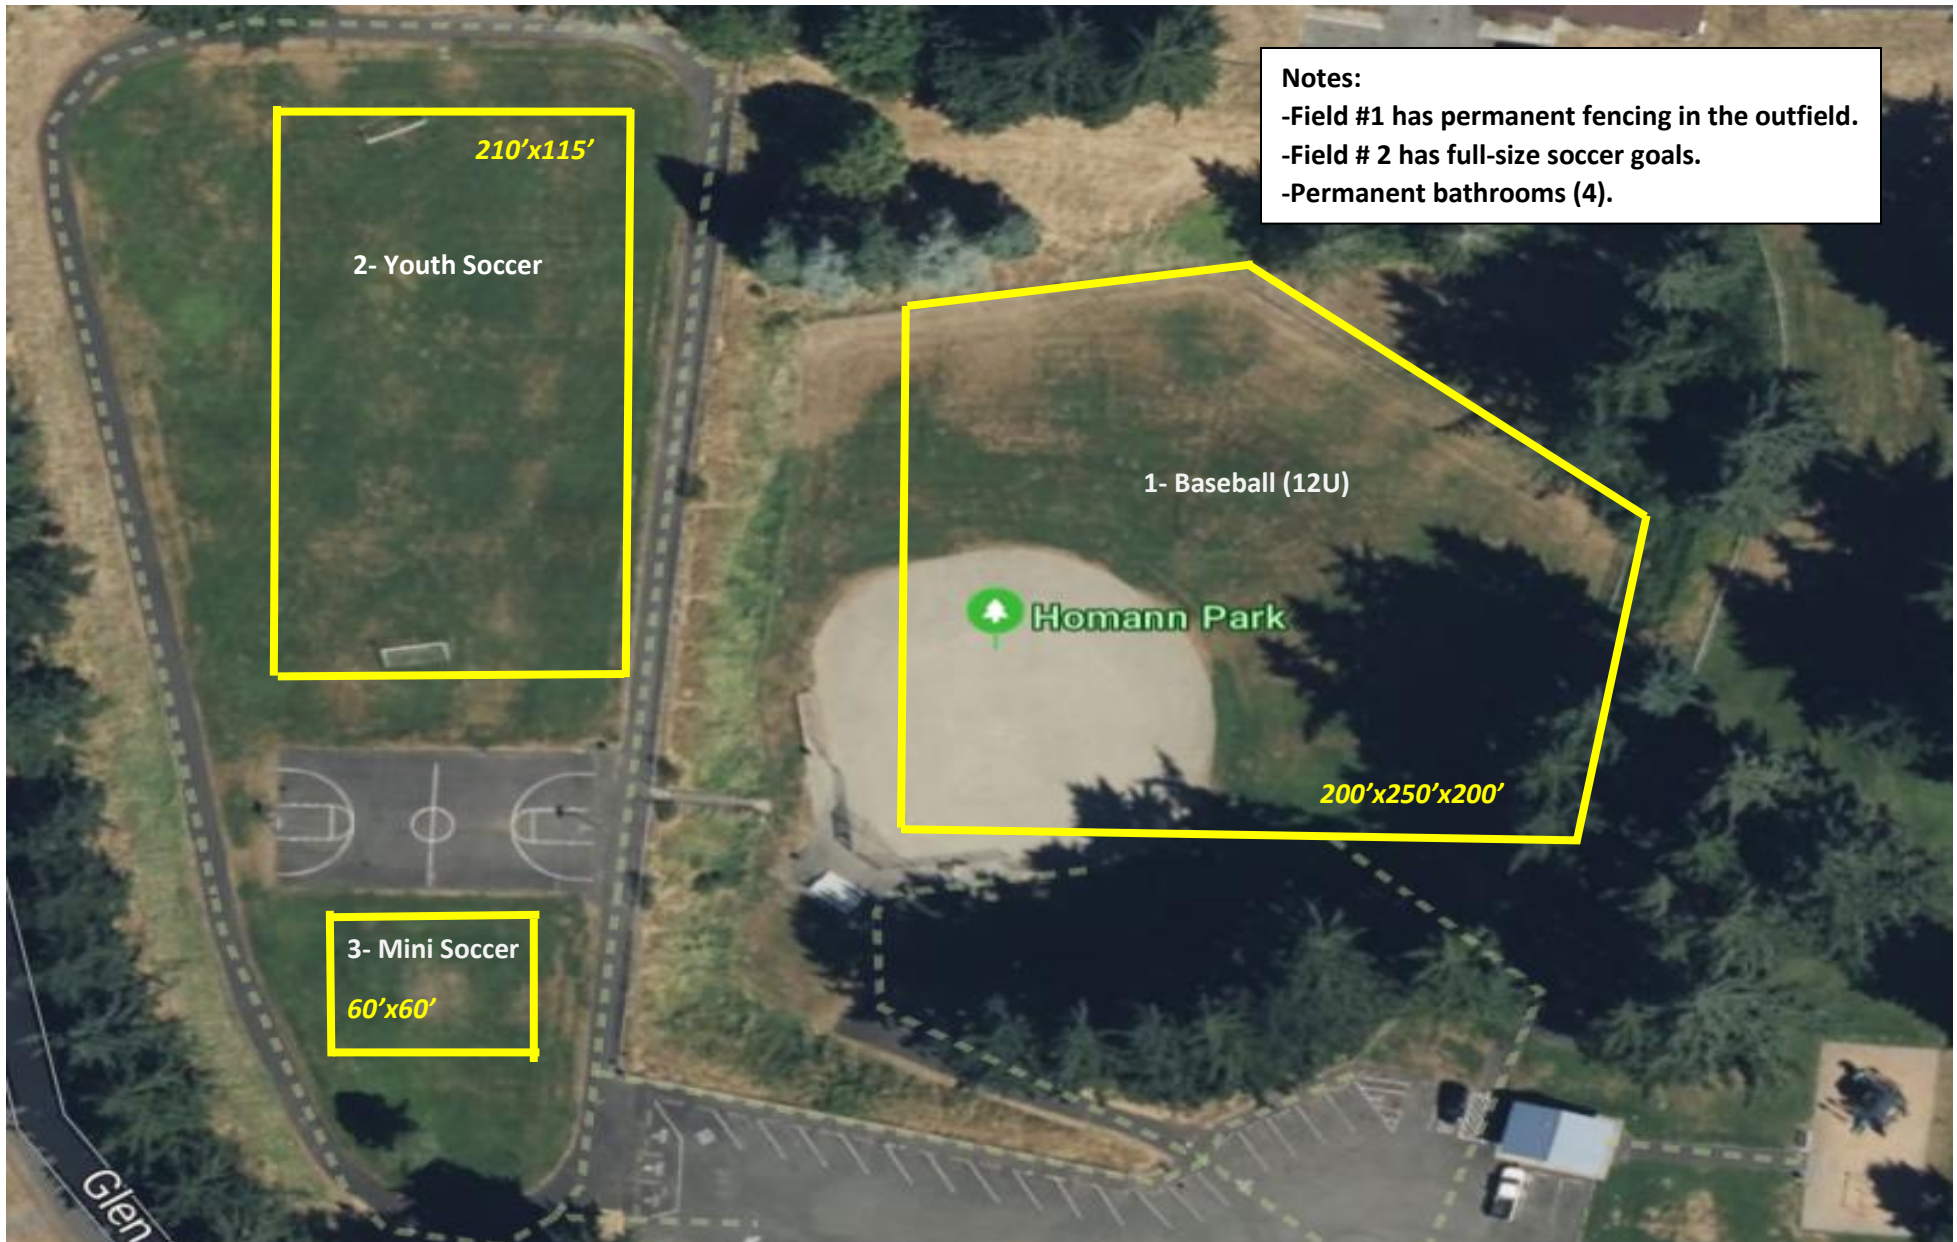 Notes:
-Field #1 has permanent fencing in the outfield.
-Field # 2 has full-size soccer goals.
-Permanent bathrooms (4).
210’x115’
2- Youth Soccer
1- Baseball (12U)
Homann Park
200’x250’x200’
3- Mini Soccer
60’x60’
Glen